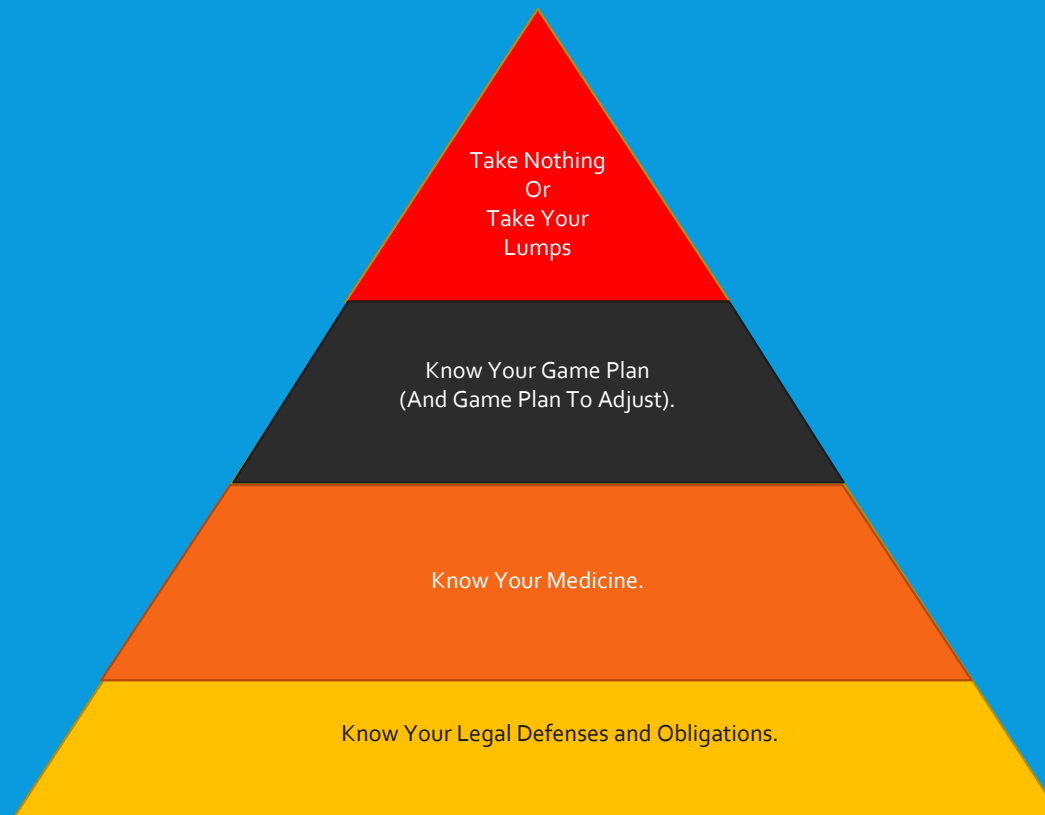 Take Nothing
Or
Take Your
Lumps
Know Your Game Plan
(And Game Plan To Adjust).
Know Your Medicine.
Know Your Legal Defenses and Obligations.